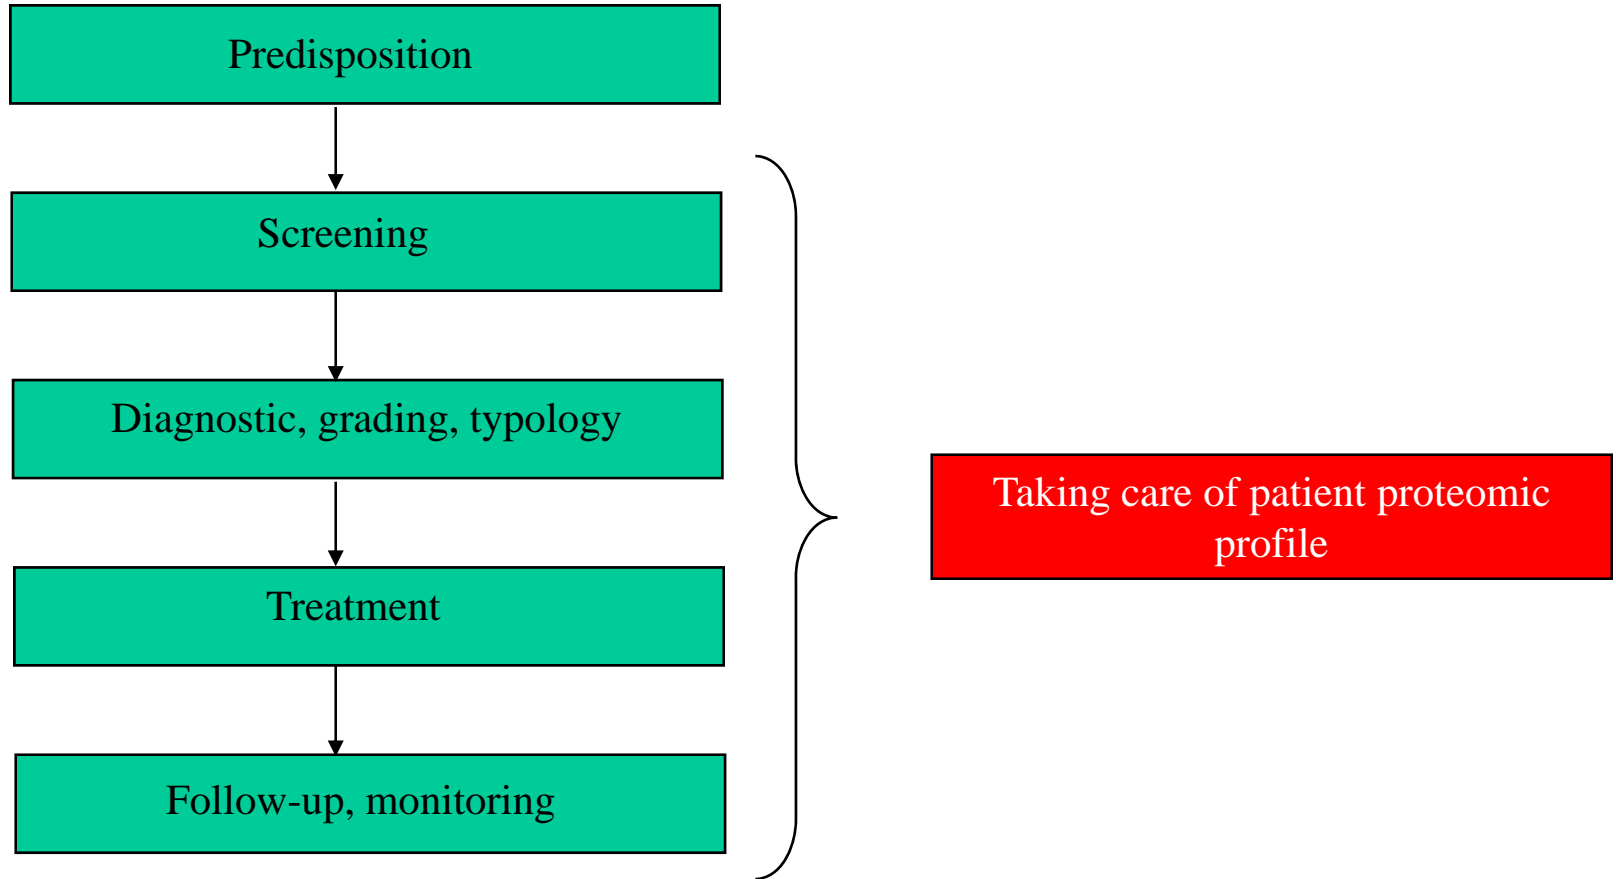 Predisposition
Screening
Diagnostic, grading, typology
Treatment
Follow-up, monitoring
Taking care of patient proteomic
profile